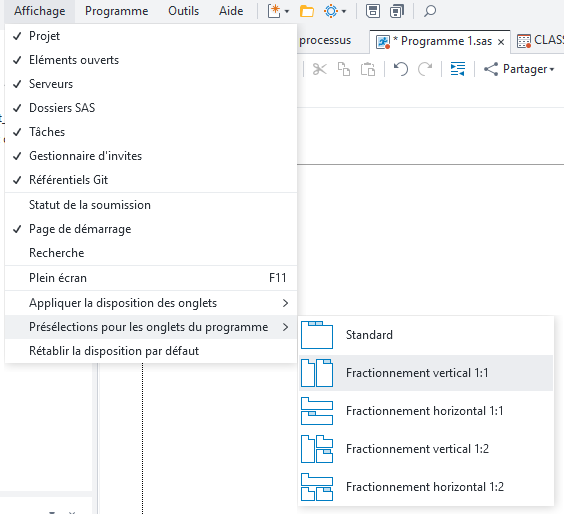 Affichage Programme Outils Aide
processus * Programme 1.sas × CLAS
Partager
Projet
Eléments ouverts
Serveurs
Dossiers SAS
Tâches
Gestionnaire d'invites
Référentiels Git
Statut de la soumission
Page de démarrage
Recherche
Plein écran F11
Appliquer la disposition des onglets
Présélections pour les onglets du programme
Rétablir la disposition par défaut
Standard
Fractionnement vertical 1:1
Fractionnement horizontal 1:1
Fractionnement vertical 1:2
Fractionnement horizontal 1:2